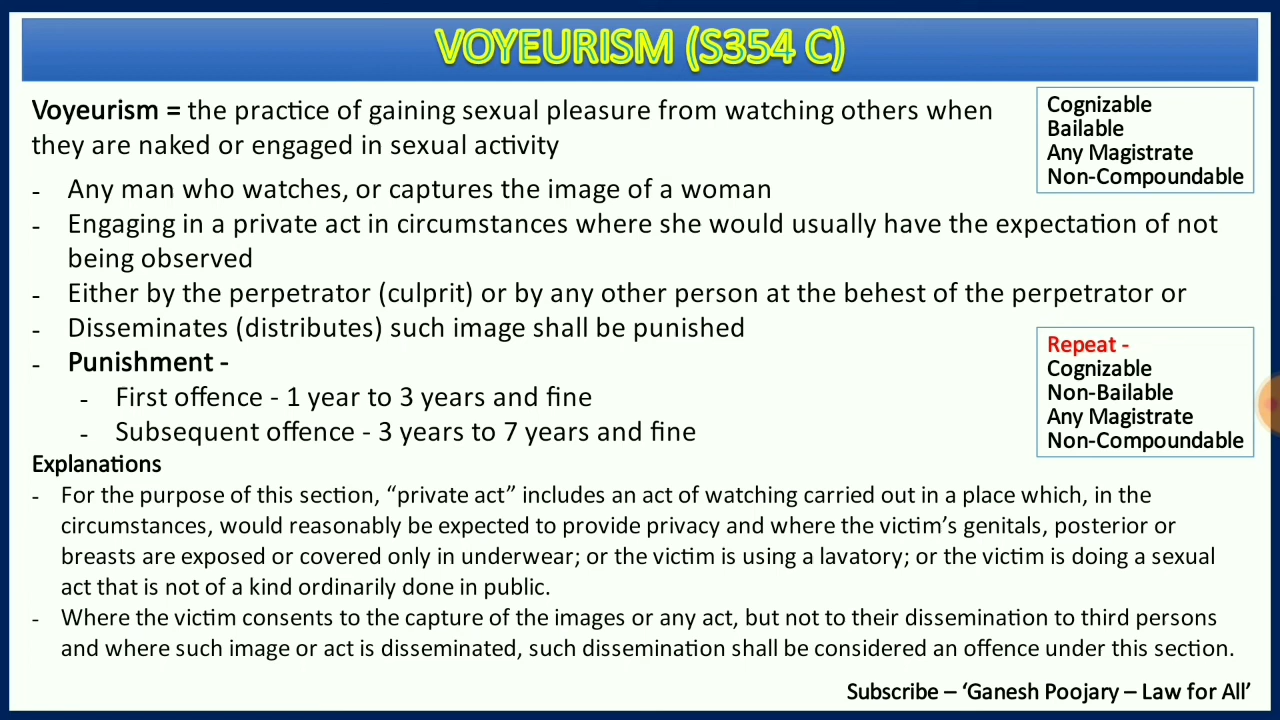 VOYEURISM (S354 C)
Voyeurism = the practice of gaining sexual pleasure from watching others when
they are naked or engaged in sexual activity
Cognizable
Bailable
Any Magistrate
Non-Compoundable
- Any man who watches, or captures the image of a woman
- Engaging in a private act in circumstances where she would usually have the expectation of not
being observed
- Either by the perpetrator (culprit) or by any other person at the behest of the perpetrator or
- Disseminates (distributes) such image shall be punished
- Punishment -
- First offence - 1 year to 3 years and fine
- Subsequent offence - 3 years to 7 years and fine
Repeat -
Cognizable
Non-Bailable
Any Magistrate
Non-Compoundable
Explanations
- For the purpose of this section, “private act” includes an act of watching carried out in a place which, in the
circumstances, would reasonably be expected to provide privacy and where the victim’s genitals, posterior or
breasts are exposed or covered only in underwear; or the victim is using a lavatory; or the victim is doing a sexual
act that is not of a kind ordinarily done in public.
- Where the victim consents to the capture of the images or any act, but not to their dissemination to third persons
and where such image or act is disseminated, such dissemination shall be considered an offence under this section.
Subscribe – ‘Ganesh Poojary – Law for All’